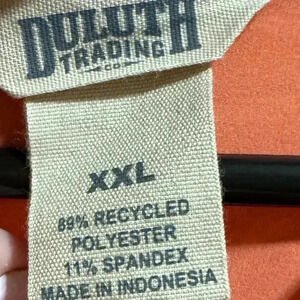 DULUTH
TRADING
CO
XXL
89% RECYCLED
POLYESTER
11% SPANDEX
MADE IN INDONESIA